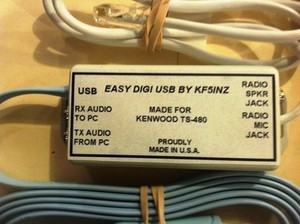 USB
EASY DIGI USB BY KF5INZ
RADIO
SPKR
JACK
RX AUDIO
TO PC
MADE FOR
KENWOOD TS-480
TX AUDIO
FROM PC
PROUDLY
MADE IN U.S.A.
RADIO
MIC
JACK